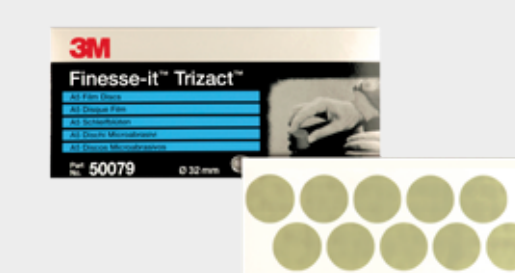 3M
Finesse-it™ Trizact™
A5 Film Discs
A5 Disque Film
A5 Schleifblüten
A5 Dischi Microabrasivi
A5 Discos Microabrasivos
Part No. 50079 Ø 32 mm